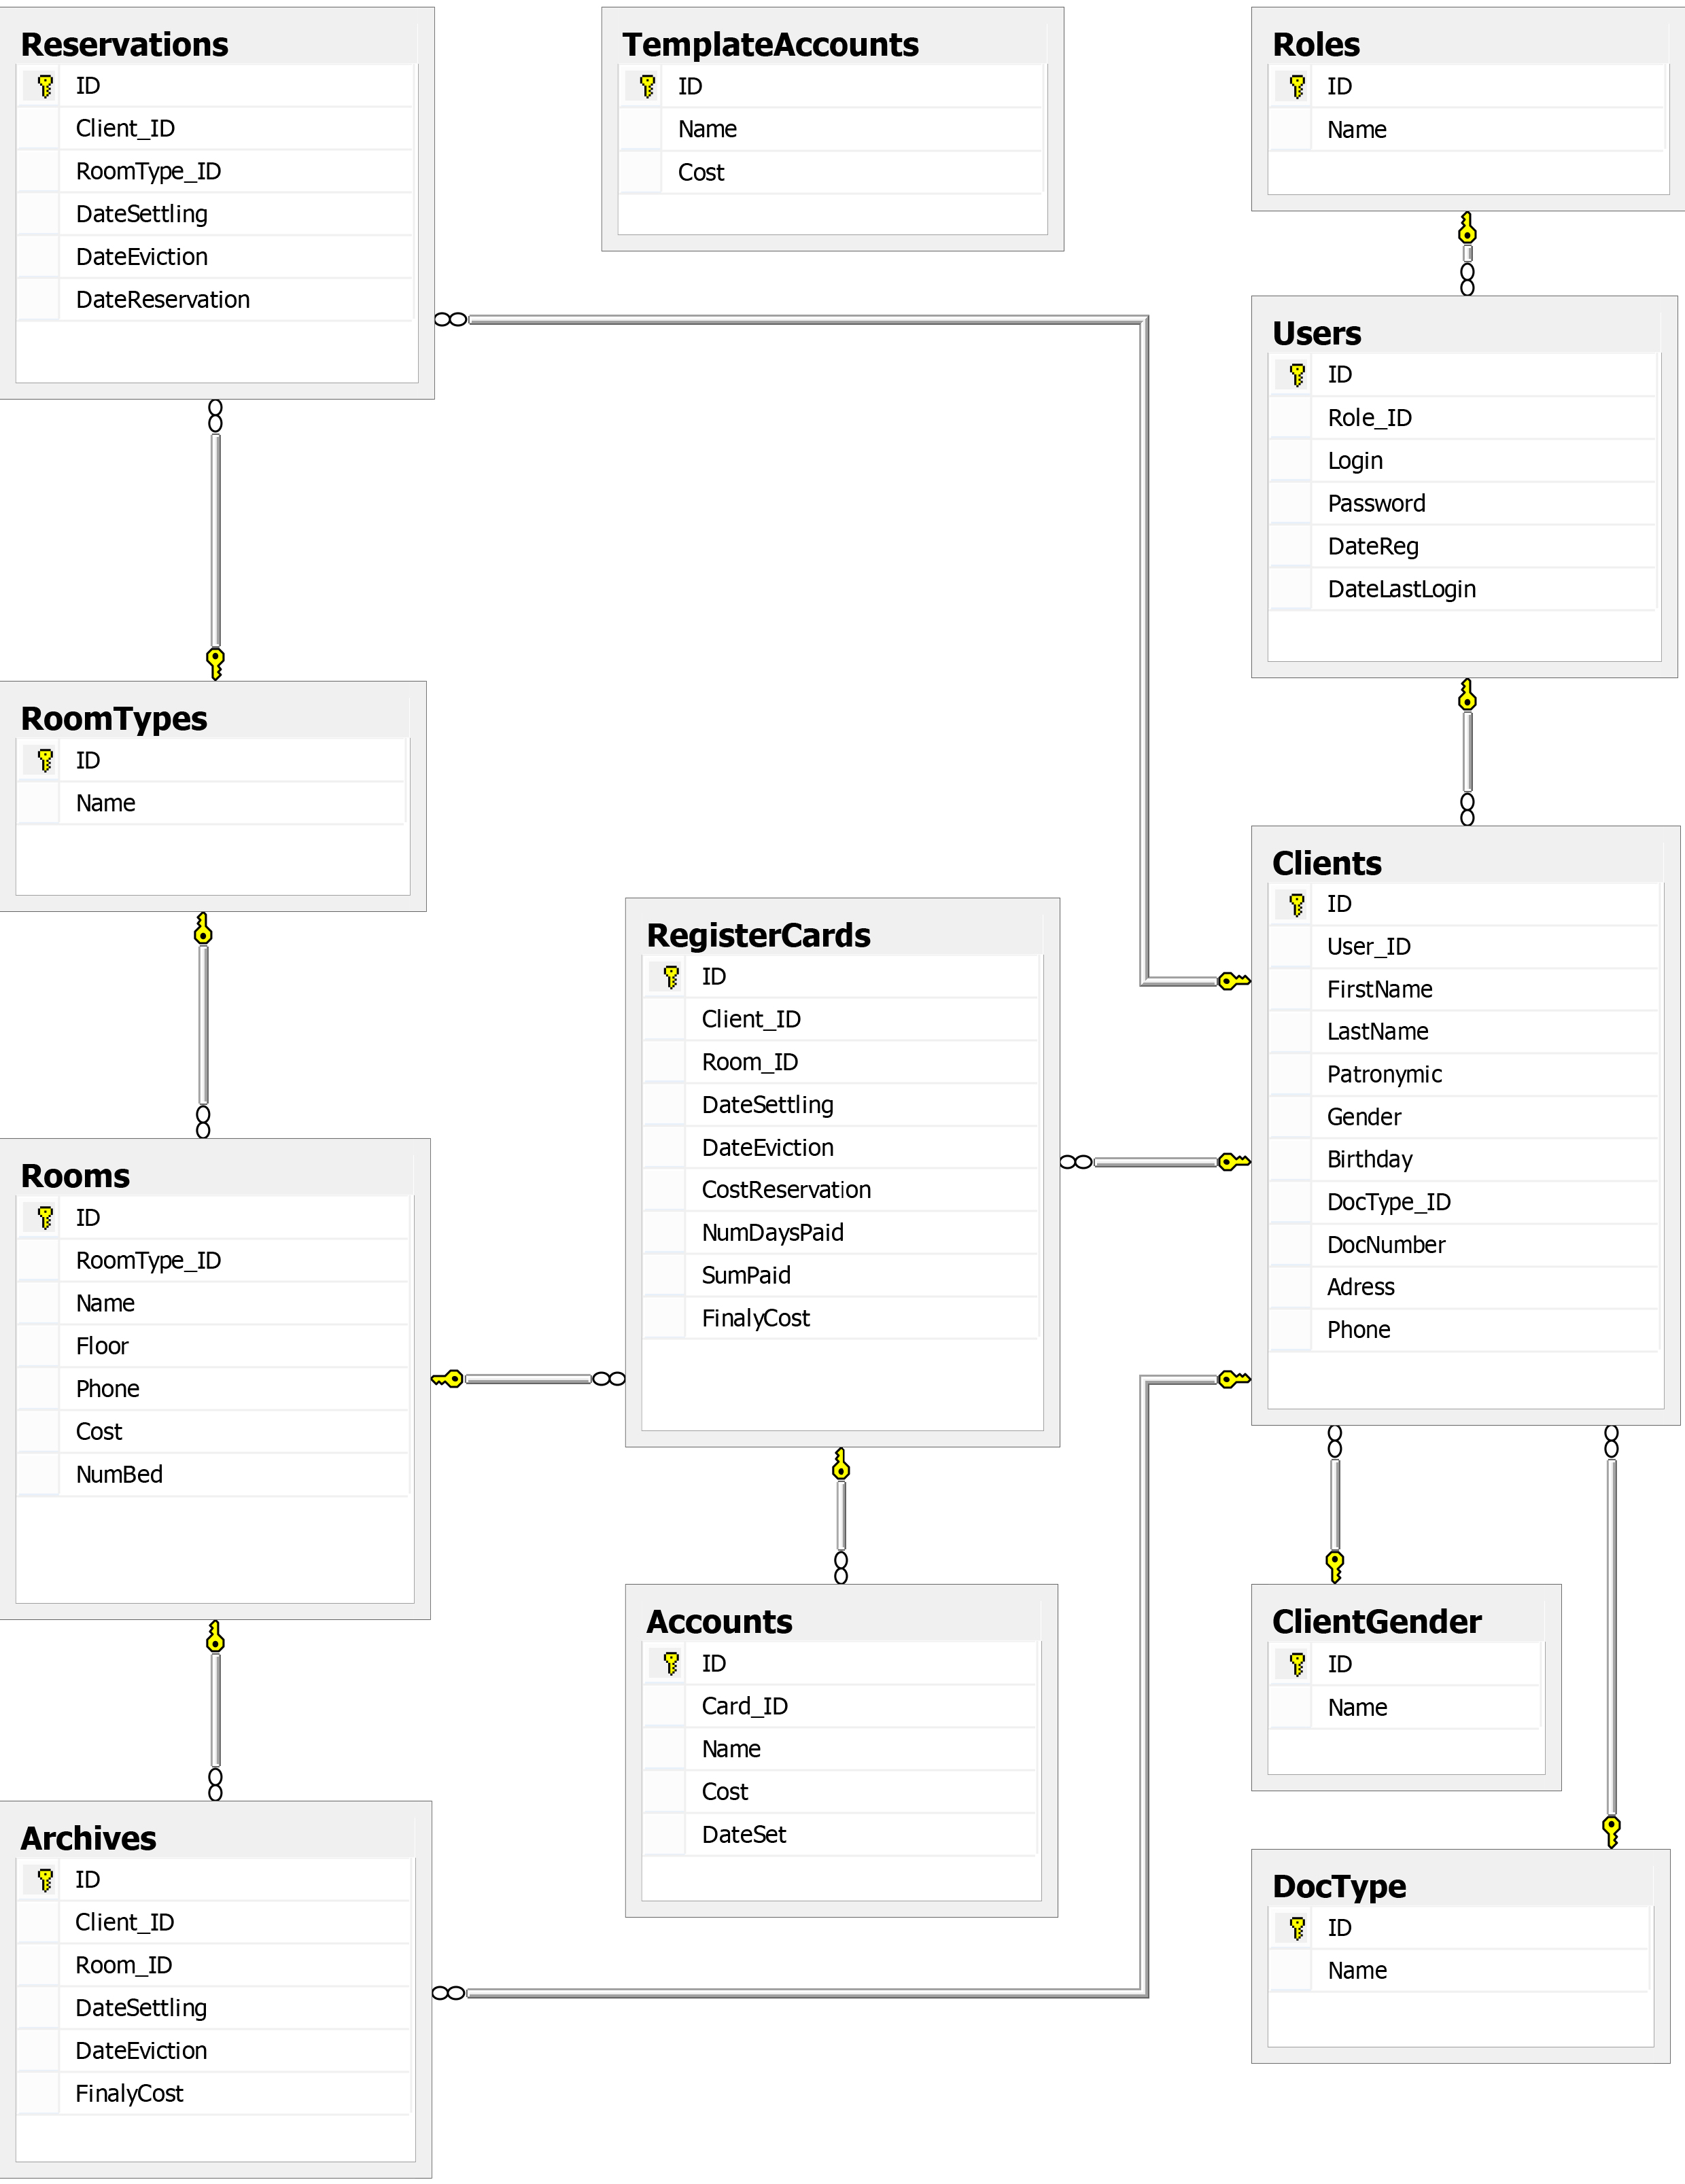 Reservations
ID
Client_ID
RoomType_ID
DateSettling
DateEviction
DateReservation
TemplateAccounts
ID
Name
Cost
Roles
ID
Name
Users
ID
Role_ID
Login
Password
DateReg
DateLastLogin
RoomTypes
ID
Name
RegisterCards
ID
Client_ID
Room_ID
DateSettling
DateEviction
CostReservation
NumDaysPaid
SumPaid
FinalyCost
Clients
ID
User_ID
FirstName
LastName
Patronymic
Gender
Birthday
DocType_ID
DocNumber
Adress
Phone
Rooms
ID
RoomType_ID
Name
Floor
Phone
Cost
NumBed
Accounts
ID
Card_ID
Name
Cost
DateSet
ClientGender
ID
Name
Archives
ID
Client_ID
Room_ID
DateSettling
DateEviction
FinalyCost
DocType
ID
Name